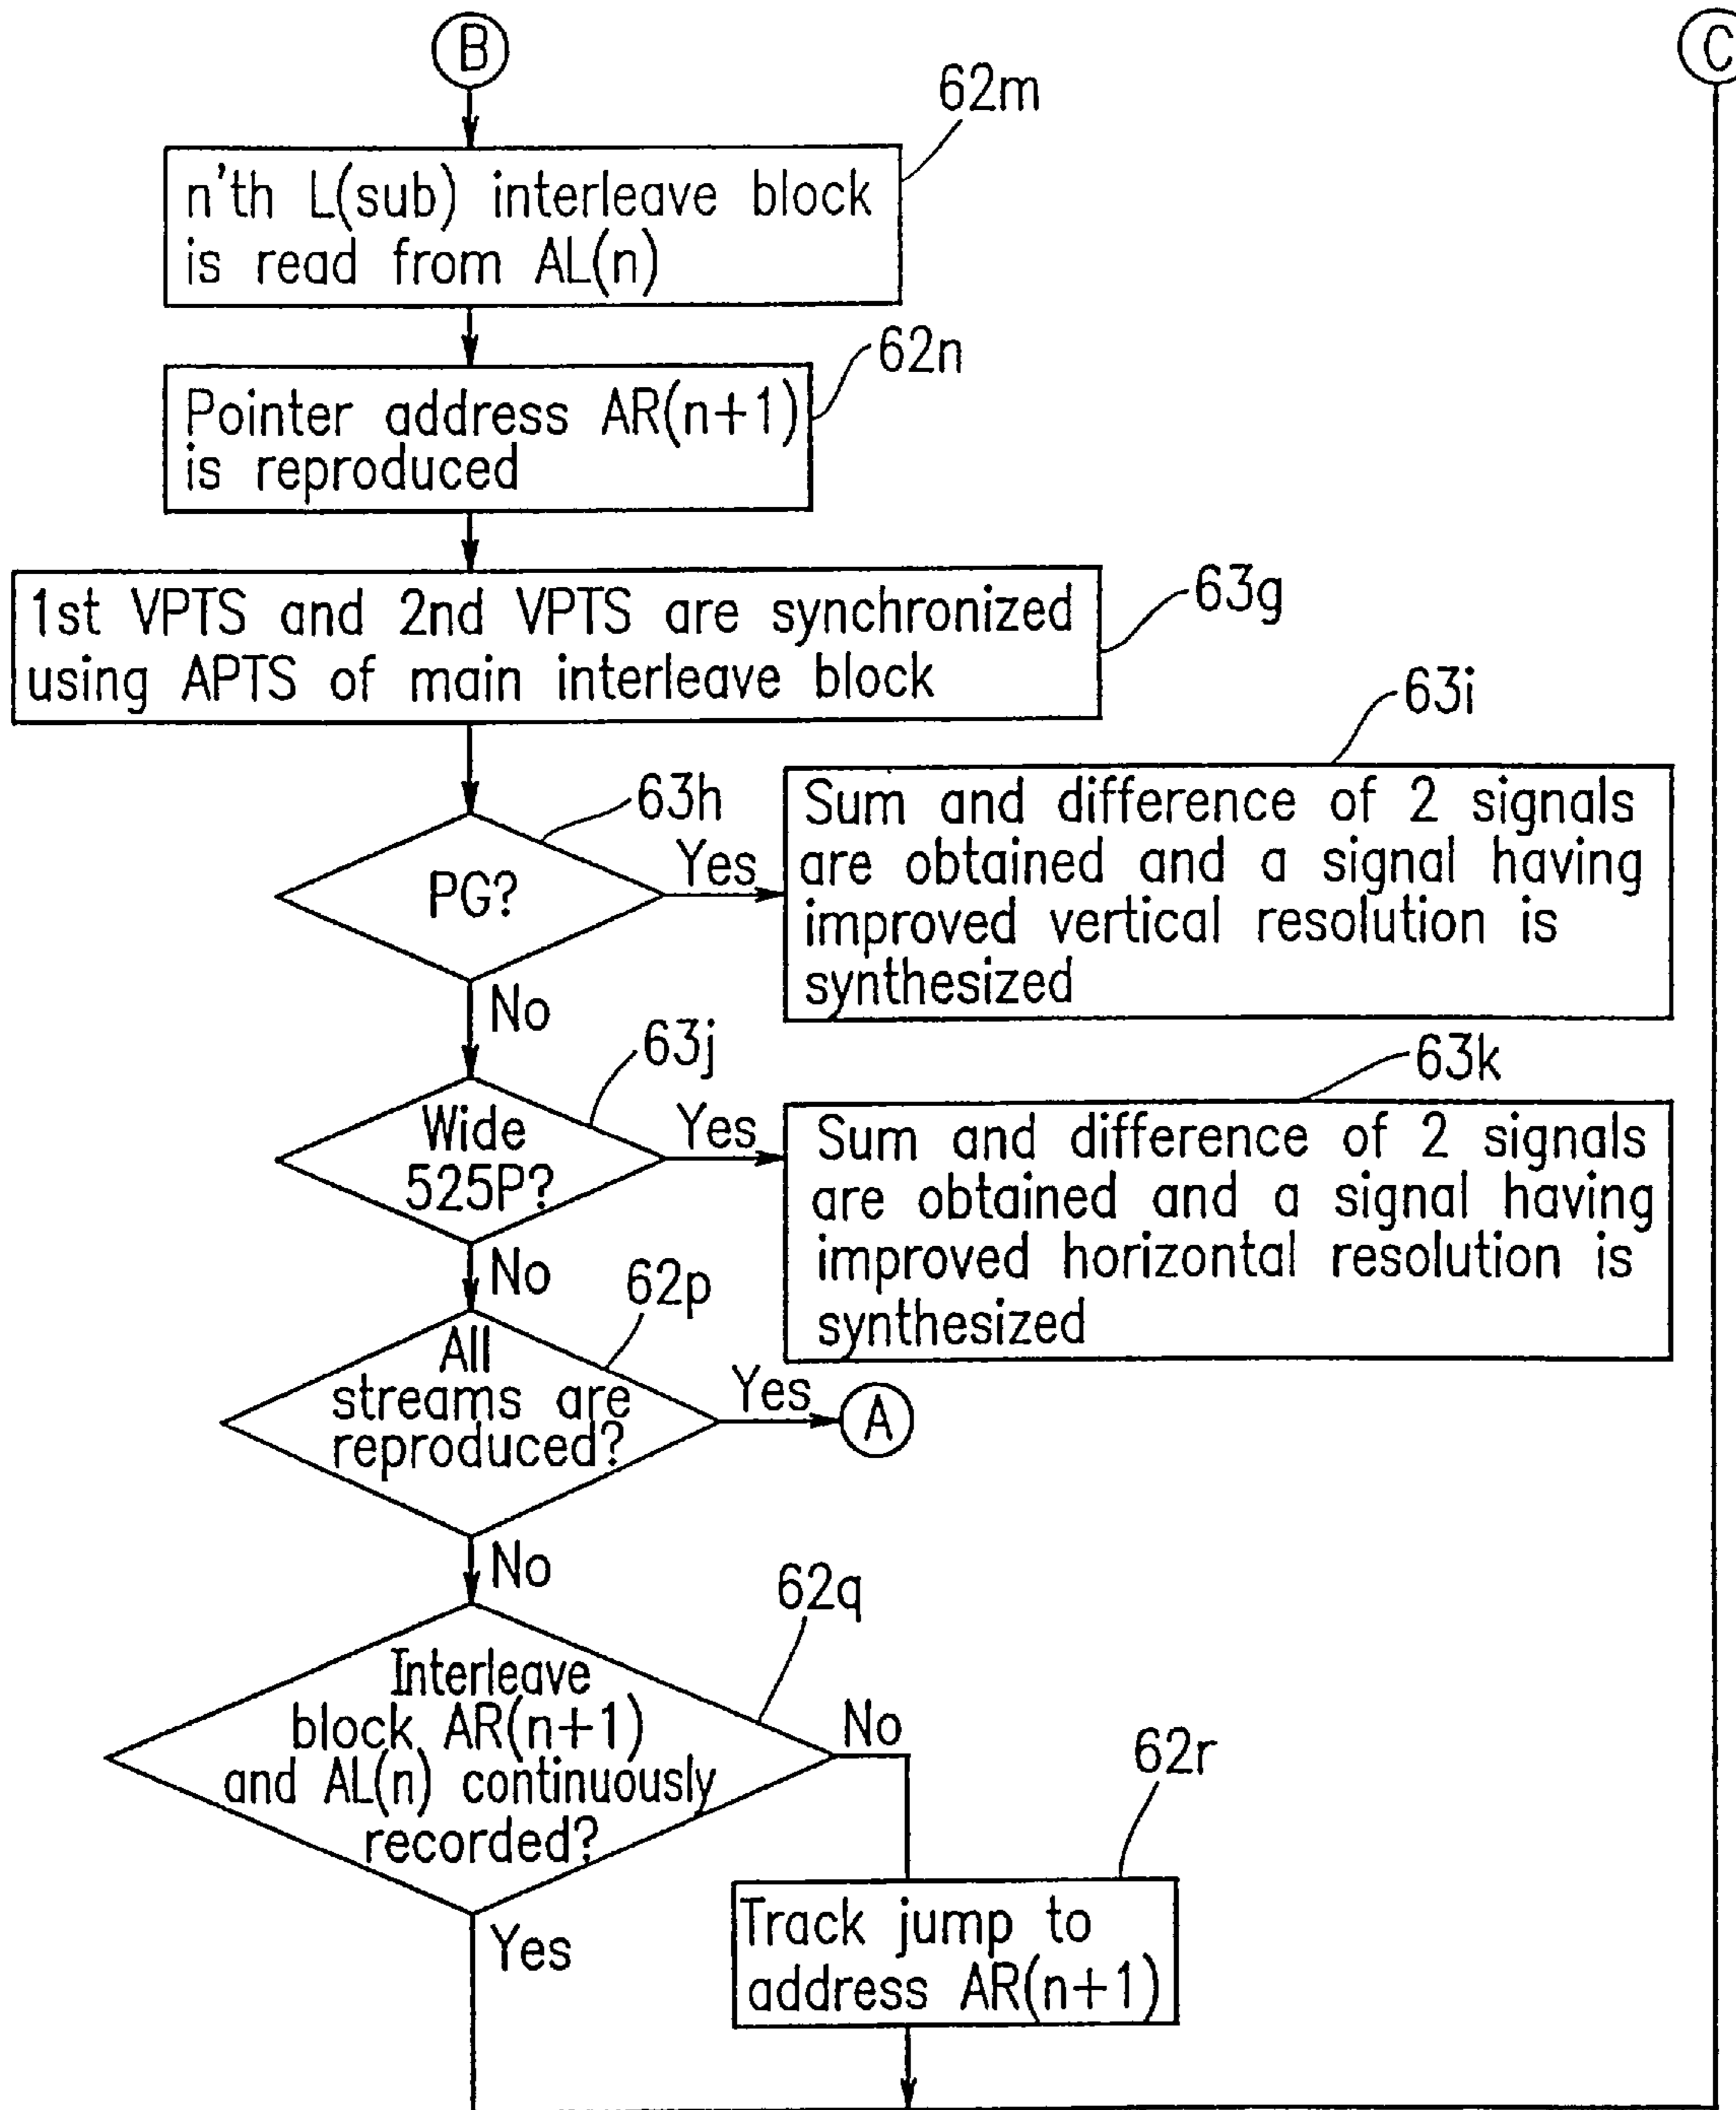 B
C
62m
n'th L(sub) interleave block
is read from AL(n)
62n
Pointer address AR(n+1)
is reproduced
63g
1st VPTS and 2nd VPTS are synchronized
using APTS of main interleave block
63i
63h
PG?
Yes
Sum and difference of 2 signals
are obtained and a signal having
improved vertical resolution is
synthesized
No
63j
63k
Wide
525P?
Yes
Sum and difference of 2 signals
are obtained and a signal having
improved horizontal resolution is
synthesized
No
62p
All
streams are
reproduced?
Yes
A
No
62q
Interleave
block AR(n+1)
and AL(n) continuously
recorded?
No
62r
Yes
Track jump to
address AR(n+1)